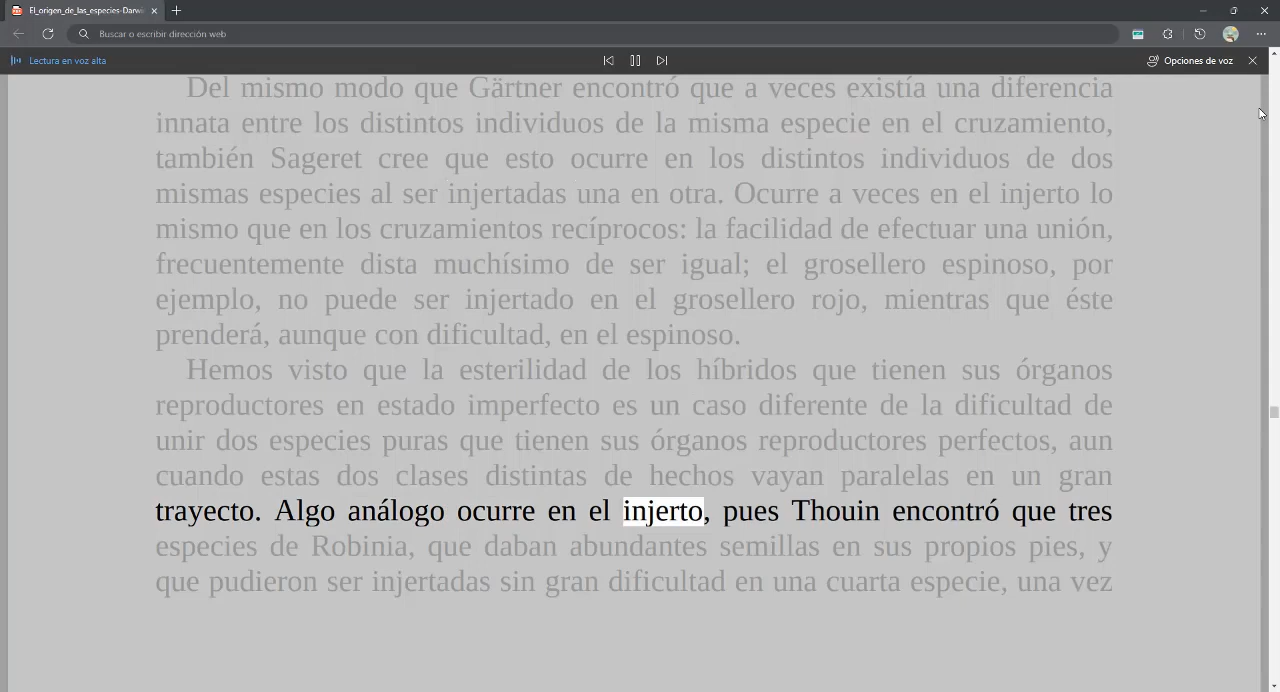 El_origen_de_las_especies-Darwi
Buscar o escribir dirección web
Lectura en voz alta
Opciones de voz
Del mismo modo que Gärtner encontró que a veces existía una diferencia
innata entre los distintos individuos de la misma especie en el cruzamiento,
también Sageret cree que esto ocurre en los distintos individuos de dos
mismas especies al ser injertadas una en otra. Ocurre a veces en el injerto lo
mismo que en los cruzamientos recíprocos: la facilidad de efectuar una unión,
frecuentemente dista muchísimo de ser igual; el grosellero espinoso, por
ejemplo, no puede ser injertado en el grosellero rojo, mientras que éste
prenderá, aunque con dificultad, en el espinoso.
Hemos visto que la esterilidad de los híbridos que tienen sus órganos
reproductores en estado imperfecto es un caso diferente de la dificultad de
unir dos especies puras que tienen sus órganos reproductores perfectos, aun
cuando estas dos clases distintas de hechos vayan paralelas en un gran
trayecto. Algo análogo ocurre en el injerto, pues Thouin encontró que tres
especies de Robinia, que daban abundantes semillas en sus propios pies, y
que pudieron ser injertadas sin gran dificultad en una cuarta especie, una vez